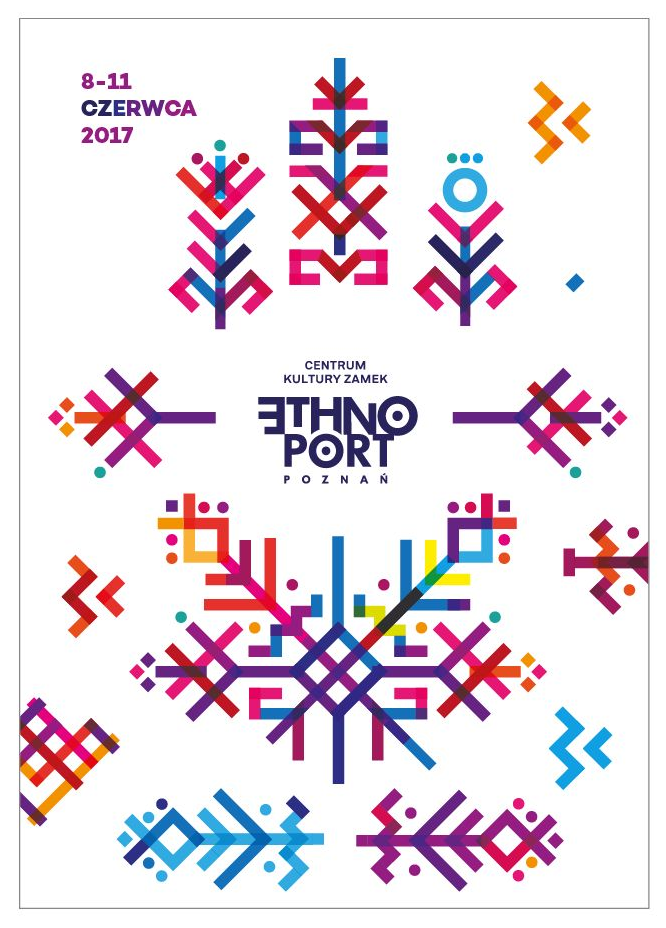 8-11
CZERWCA
2017
CENTRUM
KULTURY ZAMEK
ETHNO
PORT
POZNAŃ